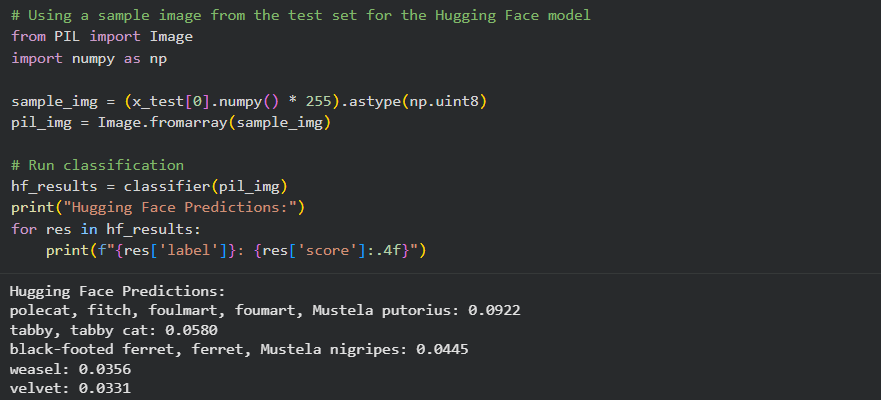 # Using a sample image from the test set for the Hugging Face model
from PIL import Image
import numpy as np
sample_img = (x_test[0].numpy() * 255).astype(np.uint8)
pil_img = Image.fromarray(sample_img)
# Run classification
hf_results = classifier(pil_img)
print("Hugging Face Predictions:")
for res in hf_results:
    print(f"{res['label']}: {res['score']:.4f}")
Hugging Face Predictions:
polecat, fitch, foulmart, foumart, Mustela putorius: 0.0922
tabby, tabby cat: 0.0580
black-footed ferret, ferret, Mustela nigripes: 0.0445
weasel: 0.0356
velvet: 0.0331